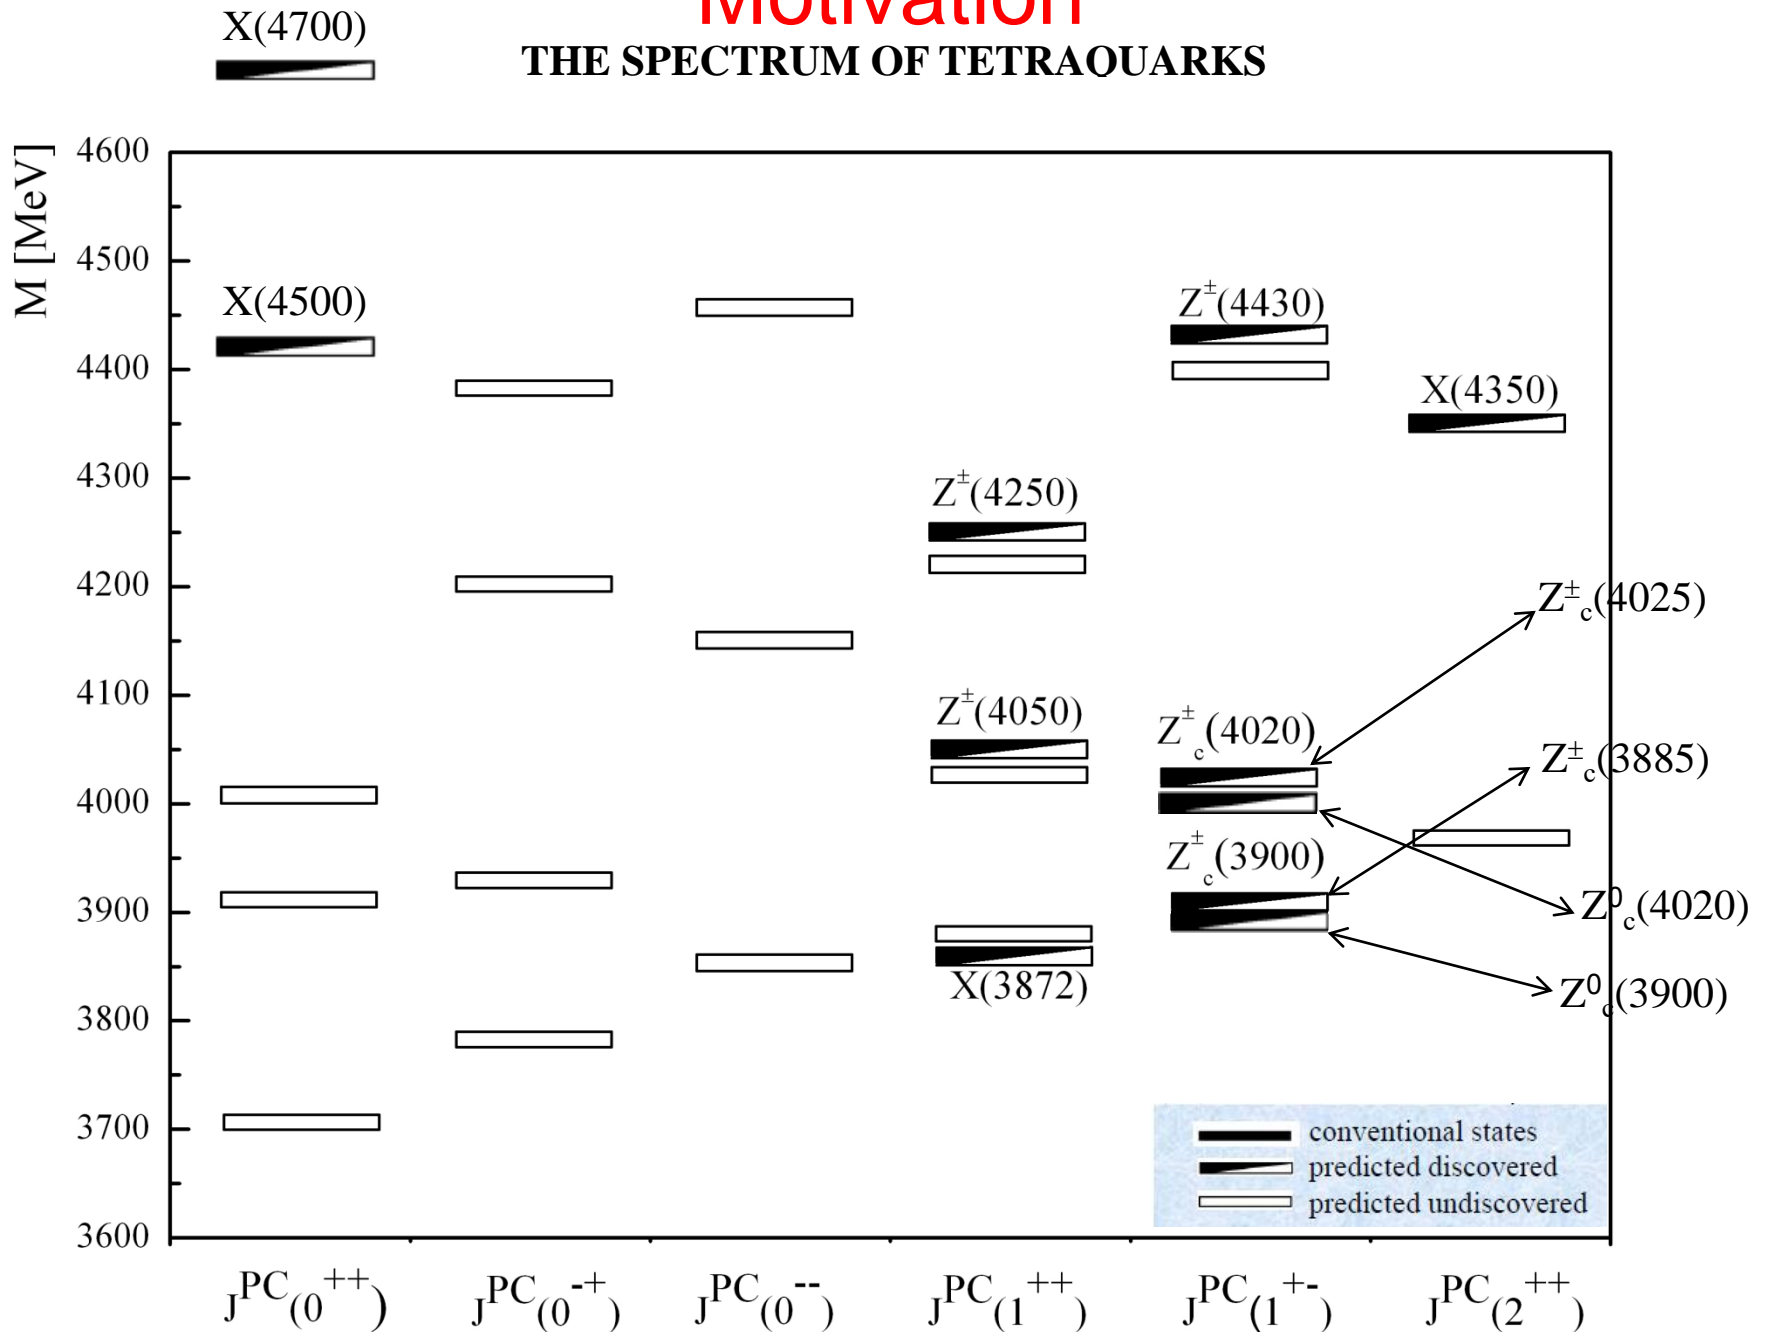 Motivation
X(4700)
THE SPECTRUM OF TETRAQUARKS
M [MeV]
4600
4500
4400
4300
4200
4100
4000
3900
3800
3700
3600
X(4500)
Z±(4430)
X(4350)
Z±(4250)
Z±c(4025)
Z±(4050)
Z±c(4020)
Z±c(3885)
Z±c(3900)
Z0c(4020)
X(3872)
Z0c(3900)
conventional states
predicted discovered
predicted undiscovered
JPC(0++) JPC(0-+) JPC(0--) JPC(1++) JPC(1+-) JPC(2++)